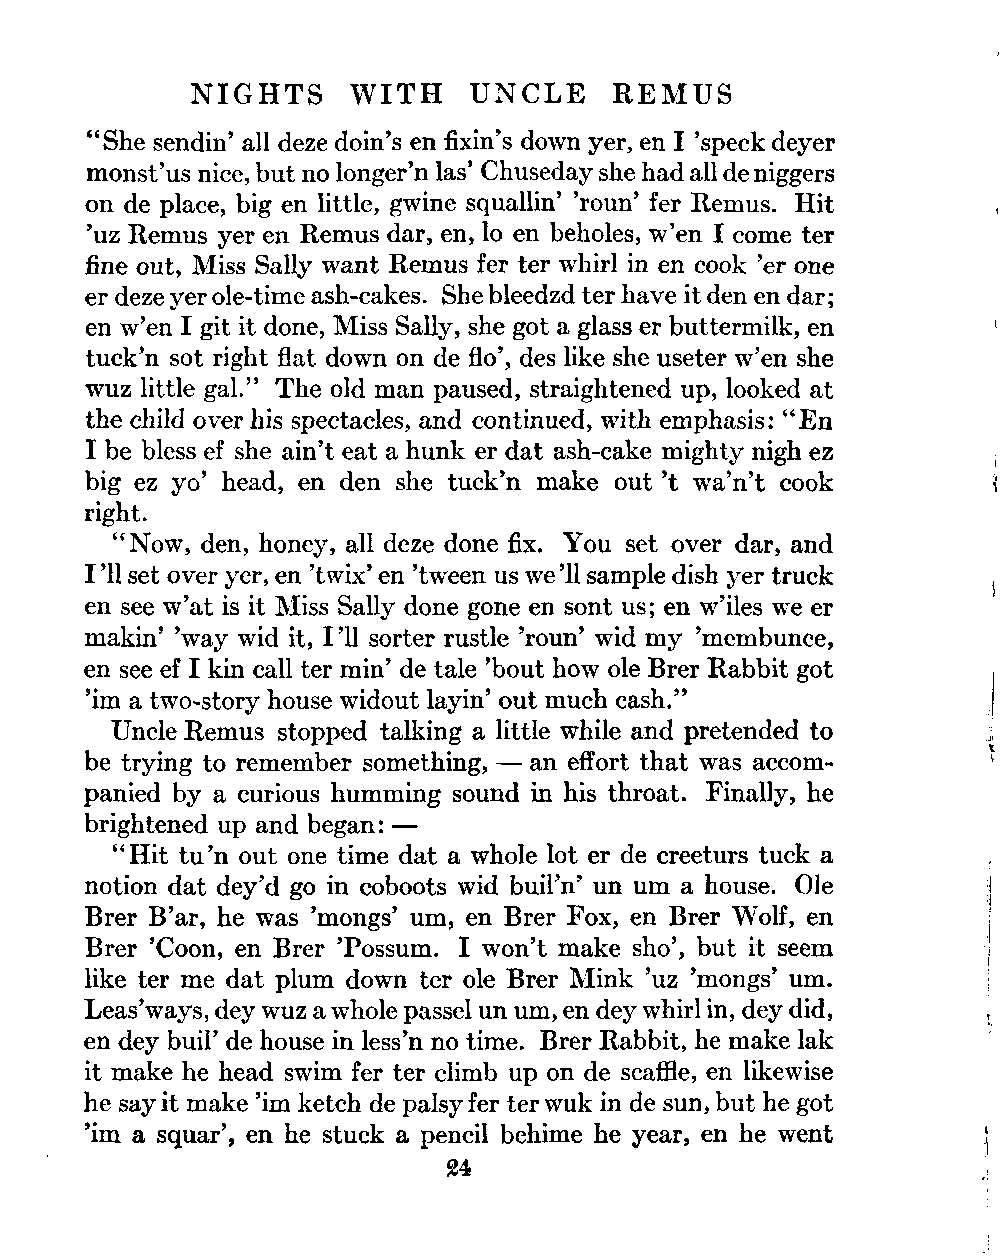 NIGHTS WITH UNCLE REMUS
“She sendin’ all deze doin’s en fixin’s down yer, en I ’speck deyer
monst’us nice, but no longer’n las’ Chuseday she had all de niggers
on de place, big en little, gwine squallin’ ’roun’ fer Remus. Hit
’uz Remus yer en Remus dar, en, lo en beholes, w’en I come ter
fine out, Miss Sally want Remus fer ter whirl in en cook ’er one
er deze yer ole-time ash-cakes. She bleedzd ter have it den en dar;
en w’en I git it done, Miss Sally, she got a glass er buttermilk, en
tuck’n sot right flat down on de flo’, des like she useter w’en she
wuz little gal.” The old man paused, straightened up, looked at
the child over his spectacles, and continued, with emphasis: “En
I be bless ef she ain’t eat a hunk er dat ash-cake mighty nigh ez
big ez yo’ head, en den she tuck’n make out ’t wa’n’t cook
right.
“Now, den, honey, all deze done fix. You set over dar, and
I’ll set over yer, en ’twix’ en ’tween us we’ll sample dish yer truck
en see w’at is it Miss Sally done gone en sont us; en w’iles we er
makin’ ’way wid it, I’ll sorter rustle ’roun’ wid my ’membunce,
en see ef I kin call ter min’ de tale ’bout how ole Brer Rabbit got
’im a two-story house widout layin’ out much cash.”
Uncle Remus stopped talking a little while and pretended to
be trying to remember something, — an effort that was accom-
panied by a curious humming sound in his throat. Finally, he
brightened up and began: —
“Hit tu’n out one time dat a whole lot er de creeturs tuck a
notion dat dey’d go in coboots wid buil’n’ un um a house. Ole
Brer B’ar, he was ’mongs’ um, en Brer Fox, en Brer Wolf, en
Brer ’Coon, en Brer ’Possum. I won’t make sho’, but it seem
like ter me dat plum down ter ole Brer Mink ’uz ’mongs’ um.
Leas’ways, dey wuz a whole passel un um, en dey whirl in, dey did,
en dey buil’ de house in less’n no time. Brer Rabbit, he make lak
it make he head swim fer ter climb up on de scaffle, en likewise
he say it make ’im ketch de palsy fer ter wuk in de sun, but he got
’im a squar’, en he stuck a pencil behime he year, en he went
24